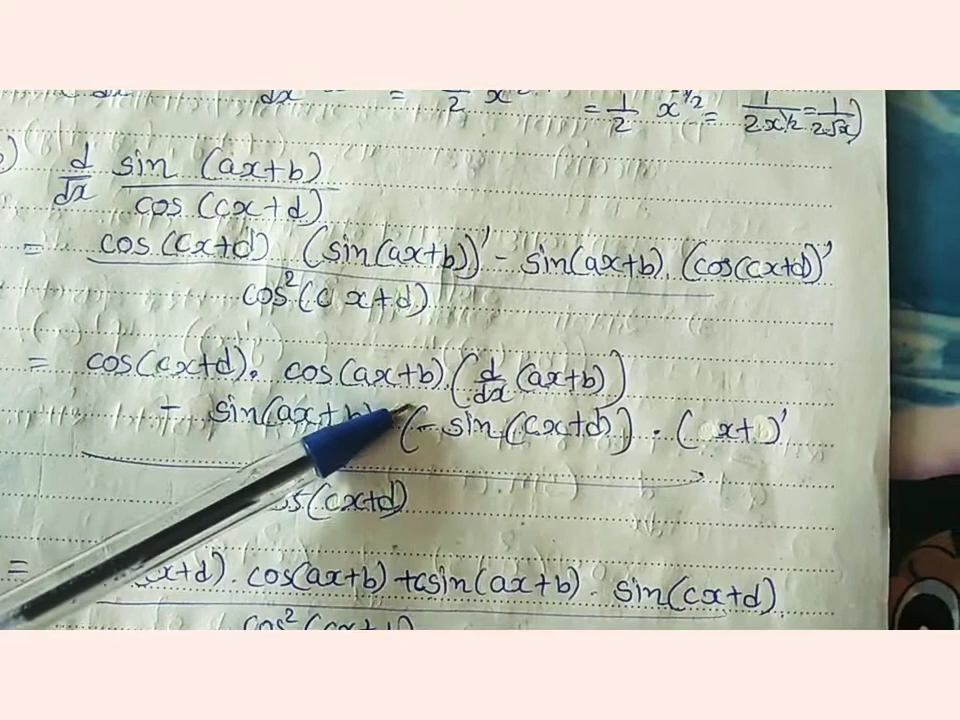 = 1/2 x^-1/2 = 1/2x^1/2 = 1/2√x)
d/dx sin (ax+b) / cos (cx+d)
= cos(cx+d) (sin(ax+b))' - sin(ax+b). (cos(cx+d))'
cos²(cx+d)
= cos(cx+d). cos(ax+b) (d/dx (ax+b))
- sin(ax+b) (- sin(cx+d)) . ( x+ )'
(cx+d)
= x+d). cos(ax+b) + c sin(ax+b) . sin(cx+d)
cos²(cx+d)